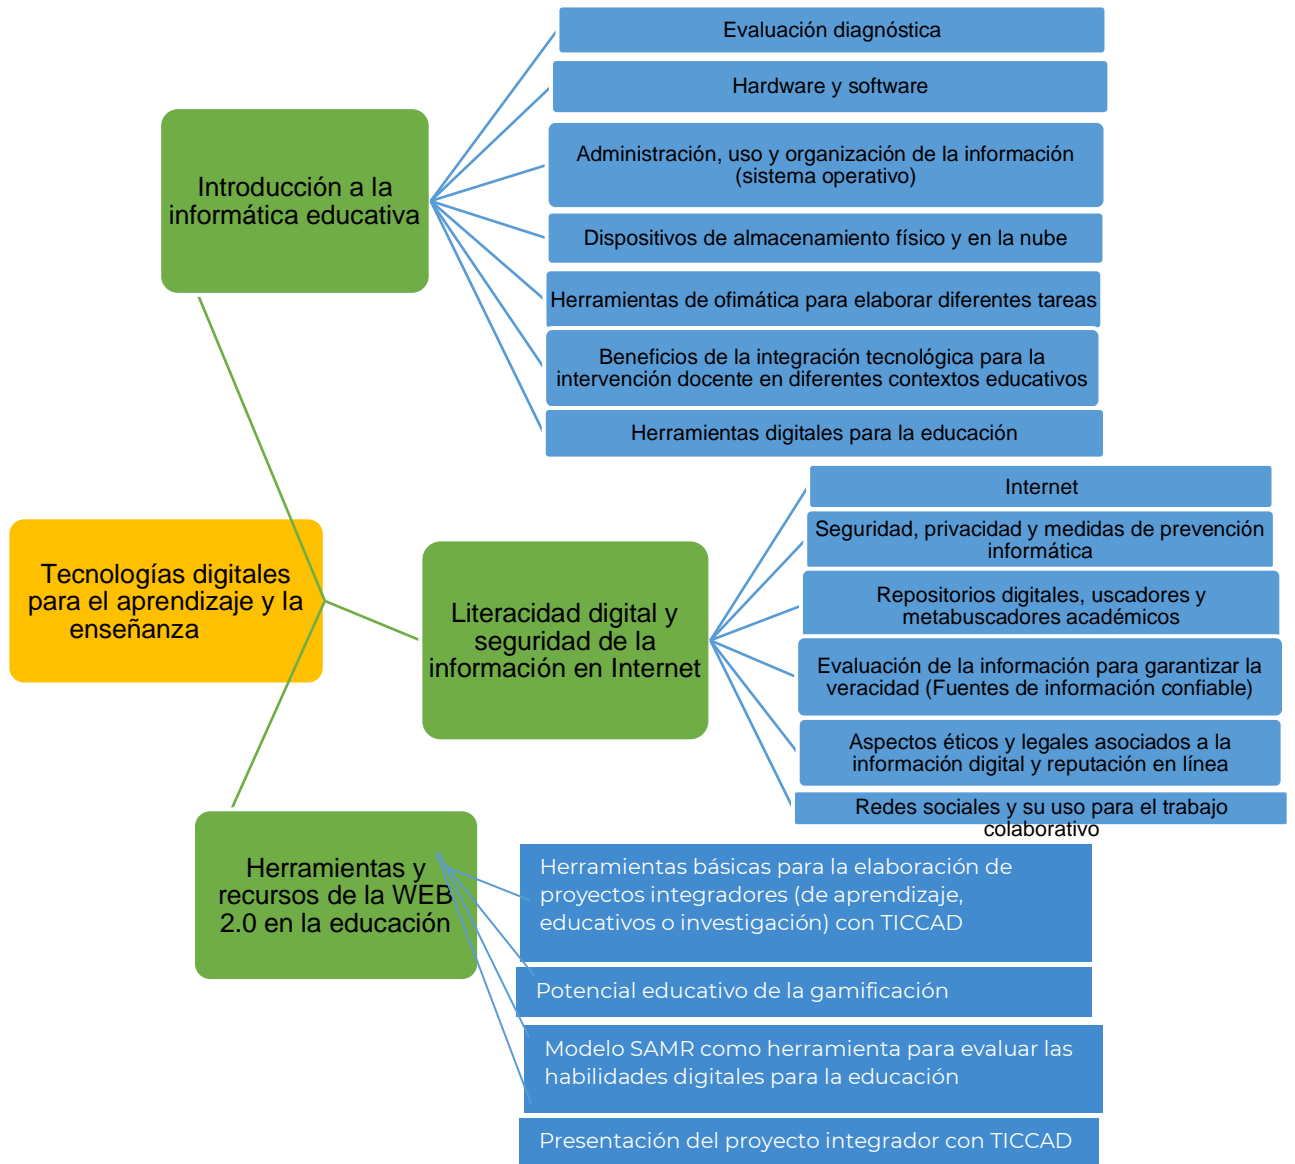 Evaluación diagnóstica
Hardware y software
Administración, uso y organización de la información
(sistema operativo)
Introducción a la
informática educativa
Dispositivos de almacenamiento físico y en la nube
Herramientas de ofimática para elaborar diferentes tareas
Beneficios de la integración tecnológica para la
intervención docente en diferentes contextos educativos
Herramientas digitales para la educación
Tecnologías digitales
para el aprendizaje y la
enseñanza
Literacidad digital y
seguridad de la
información en Internet
Internet
Seguridad, privacidad y medidas de prevención
informática
Repositorios digitales, uscadores y
metabuscadores académicos
Evaluación de la información para garantizar la
veracidad (Fuentes de información confiable)
Aspectos éticos y legales asociados a la
información digital y reputación en línea
Redes sociales y su uso para el trabajo
colaborativo
Herramientas y
recursos de la WEB
2.0 en la educación
Herramientas básicas para la elaboración de
proyectos integradores (de aprendizaje,
educativos o investigación) con TICCAD
Potencial educativo de la gamificación
Modelo SAMR como herramienta para evaluar las
habilidades digitales para la educación
Presentación del proyecto integrador con TICCAD